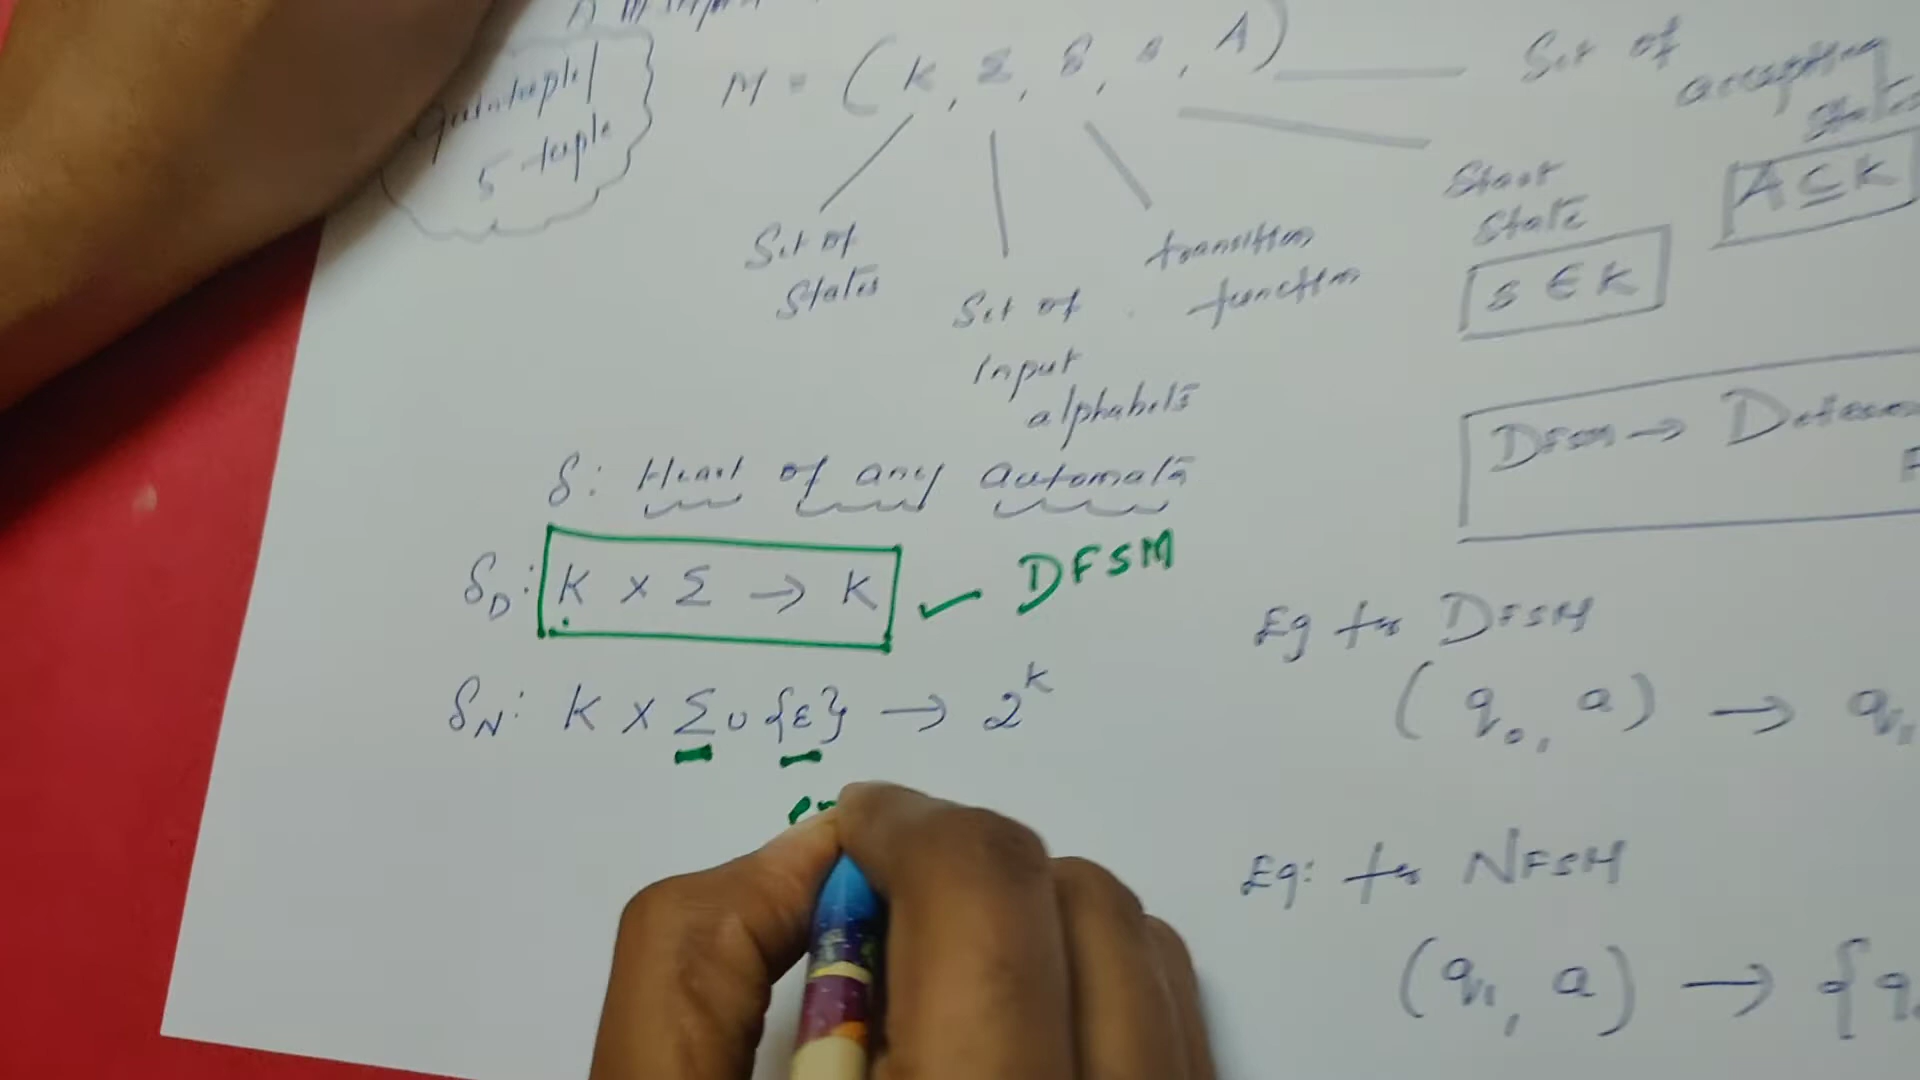 Quintuple/
5-tuple
M = (K, Σ, δ, s, A)
Set of
accepting
States
A ⊆ K
Start
State
s ∈ K
Set of
States
Set of
input
alphabets
transition
function
δ: Heart of any automata
δD: K × Σ → K ✓ DFSM
δN: K × Σ ∪ {ε} → 2^K
DFSM →
Eg for DFSM
(q0, a) → q1
Eg: for NFSM
(q1, a) → {q